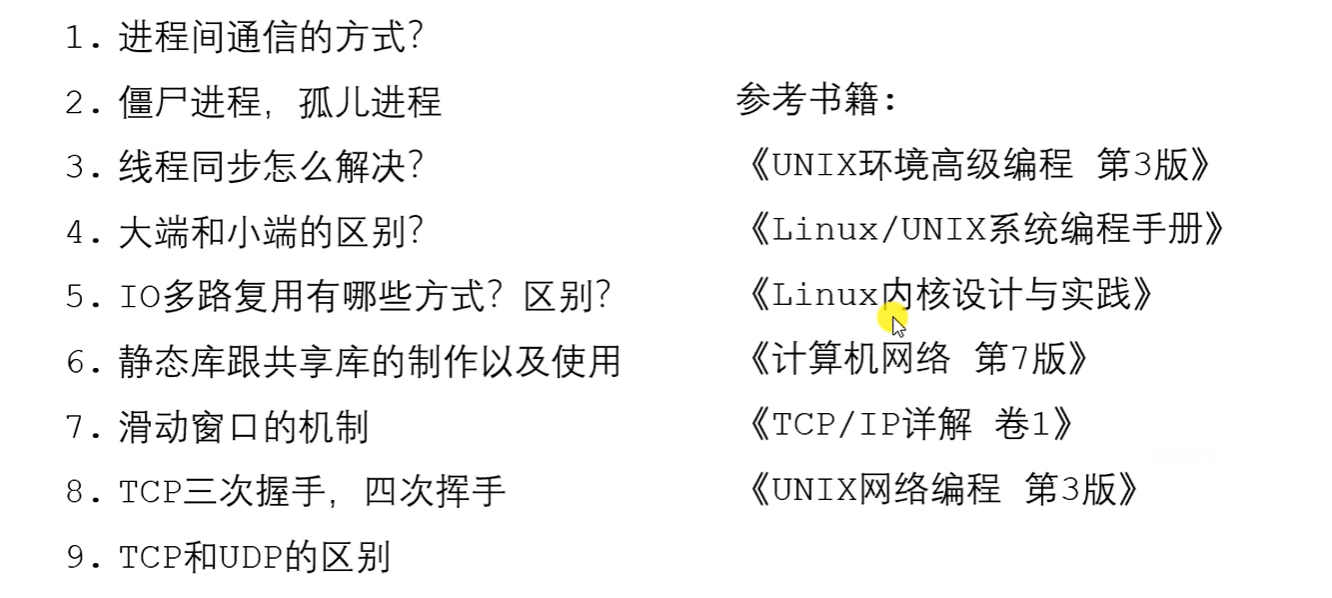 1. 进程间通信的方式？
2. 僵尸进程，孤儿进程
3. 线程同步怎么解决？
4. 大端和小端的区别？
5. IO多路复用有哪些方式？区别？
6. 静态库跟共享库的制作以及使用
7. 滑动窗口的机制
8. TCP三次握手，四次挥手
9. TCP和UDP的区别
参考书籍:
《UNIX环境高级编程 第3版》
《Linux/UNIX系统编程手册》
《Linux内核设计与实践》
《计算机网络 第7版》
《TCP/IP详解 卷1》
《UNIX网络编程 第3版》